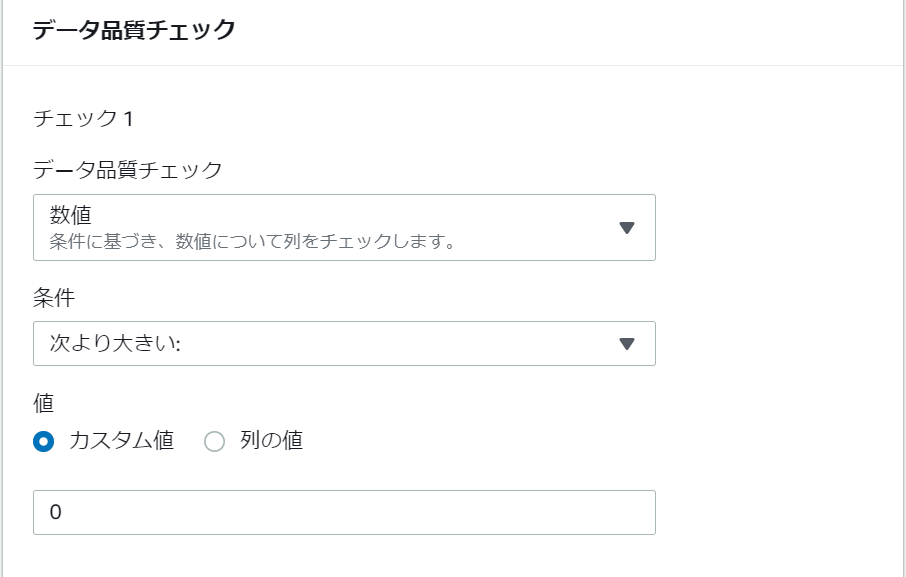 データ品質チェック
チェック 1
データ品質チェック
数値
条件に基づき、数値について列をチェックします。
条件
次より大きい:
値
カスタム値 列の値
0